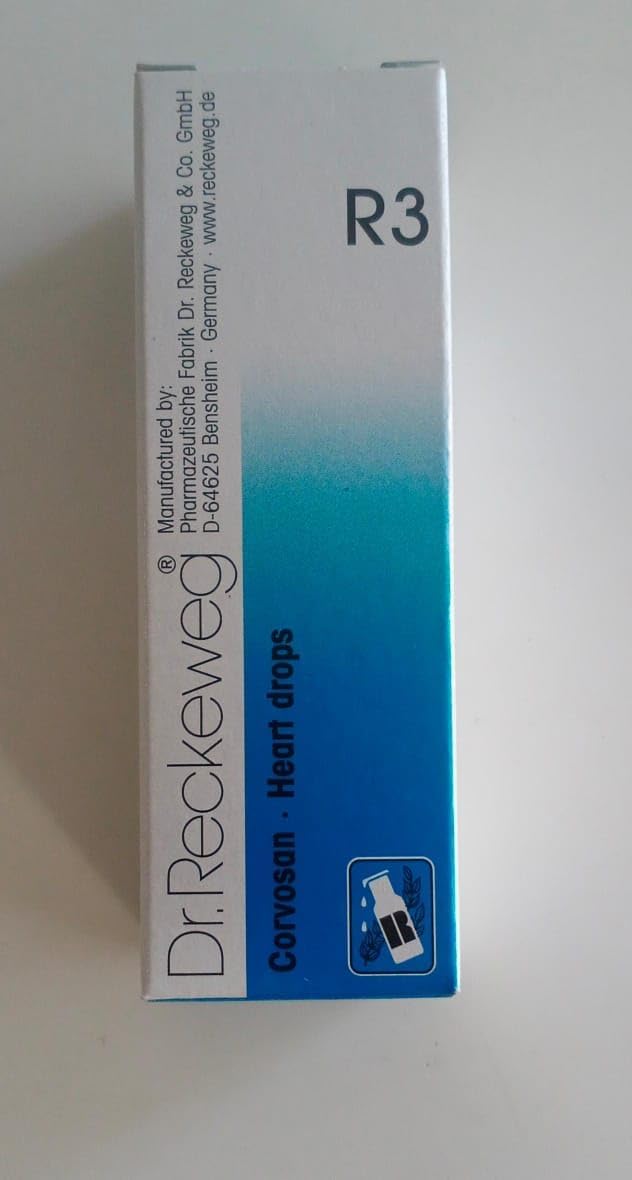 Dr. Reckeweg®
Manufactured by:
Pharmazeutische Fabrik Dr. Reckeweg & Co. GmbH
D-64625 Bensheim · Germany · www.reckeweg.de
Corvosan · Heart drops
R3
R